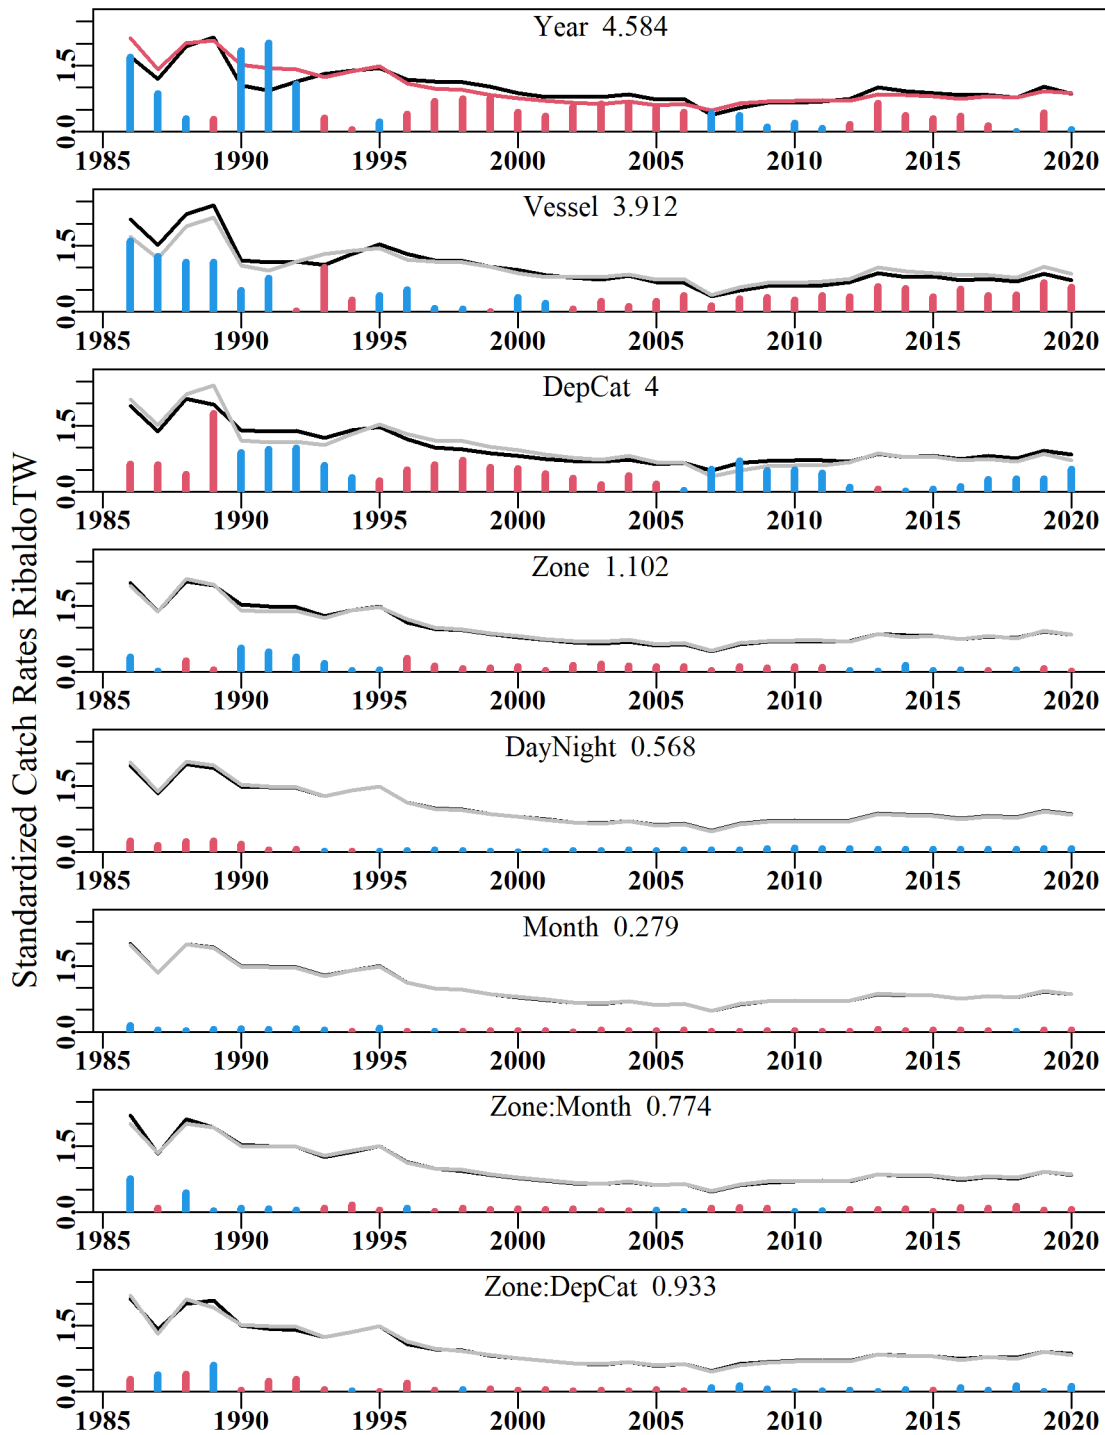 Standardized Catch Rates RibaldoTW
Year 4.584
1.5
0.0
1985 1990 1995 2000 2005 2010 2015 2020
Vessel 3.912
1.5
0.0
1985 1990 1995 2000 2005 2010 2015 2020
DepCat 4
1.5
0.0
1985 1990 1995 2000 2005 2010 2015 2020
Zone 1.102
1.5
0.0
1985 1990 1995 2000 2005 2010 2015 2020
DayNight 0.568
1.5
0.0
1985 1990 1995 2000 2005 2010 2015 2020
Month 0.279
1.5
0.0
1985 1990 1995 2000 2005 2010 2015 2020
Zone:Month 0.774
1.5
0.0
1985 1990 1995 2000 2005 2010 2015 2020
Zone:DepCat 0.933
1.5
0.0
1985 1990 1995 2000 2005 2010 2015 2020